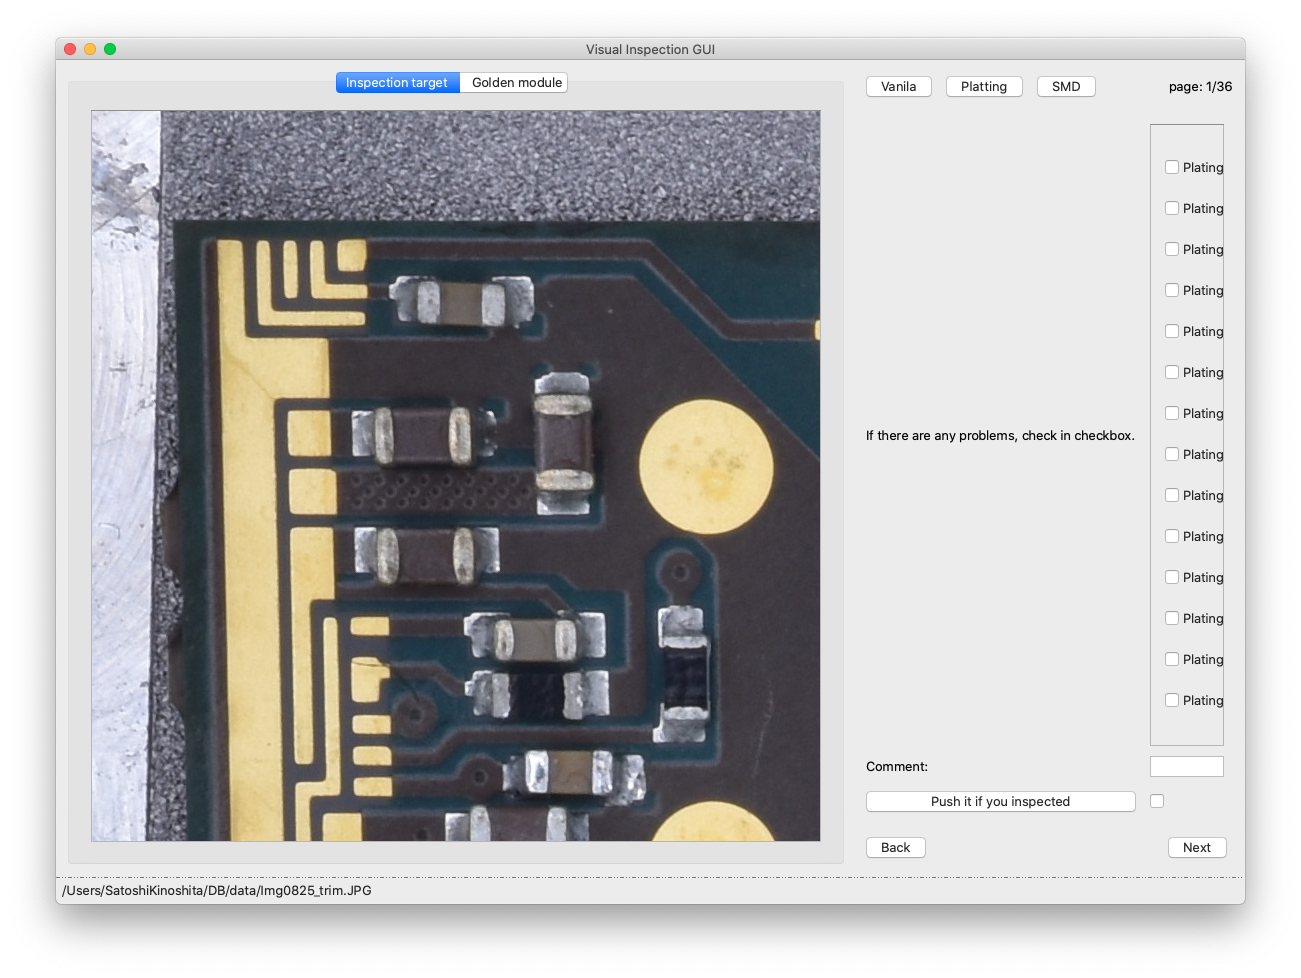 Visual Inspection GUI
Inspection target
Golden module
Vanila
Platting
SMD
page: 1/36
Plating
Plating
Plating
Plating
Plating
Plating
Plating
If there are any problems, check in checkbox.
Plating
Plating
Plating
Plating
Plating
Plating
Plating
Comment:
Push it if you inspected
Back
Next
/Users/SatoshiKinoshita/DB/data/Img0825_trim.JPG